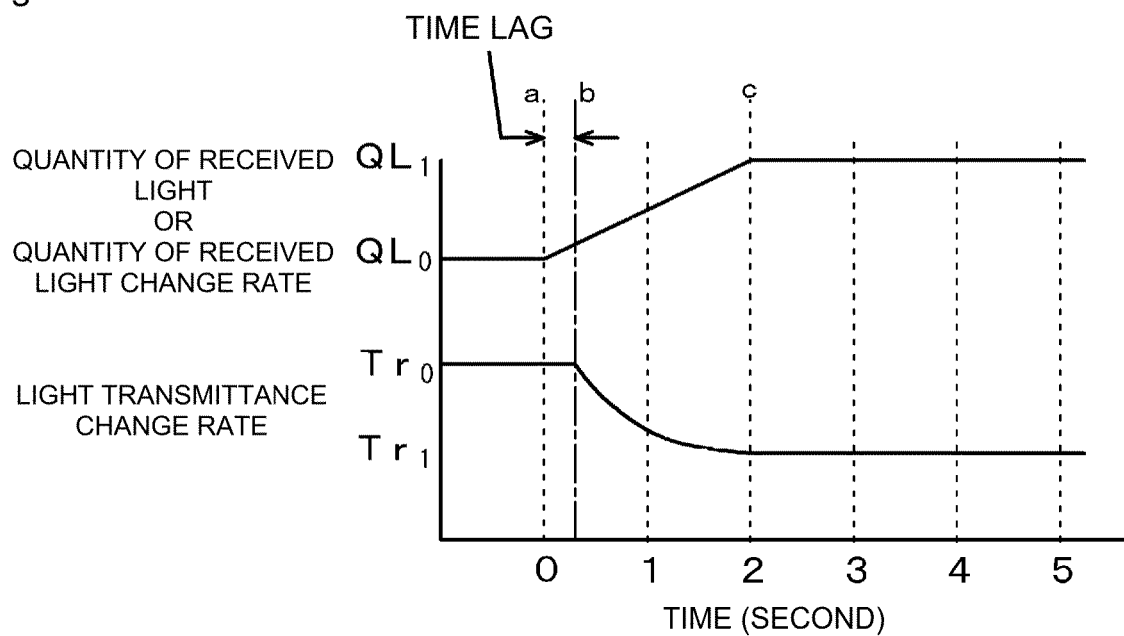 TIME LAG
a b c
QUANTITY OF RECEIVED
LIGHT
OR
QUANTITY OF RECEIVED
LIGHT CHANGE RATE
QL1
QL0
LIGHT TRANSMITTANCE
CHANGE RATE
Tr0
Tr1
0 1 2 3 4 5
TIME (SECOND)